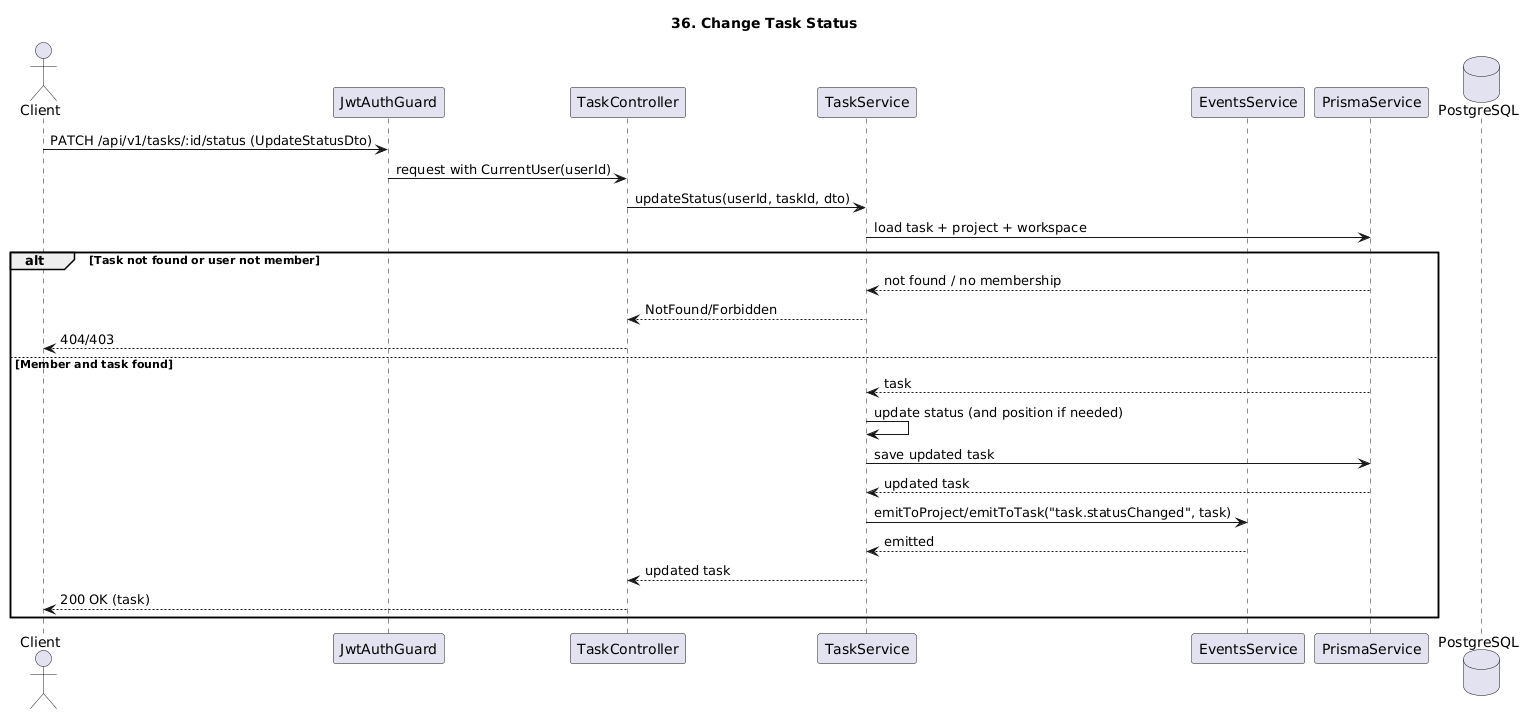 36. Change Task Status
Client
JwtAuthGuard
TaskController
TaskService
EventsService
PrismaService
PostgreSQL
PATCH /api/v1/tasks/:id/status (UpdateStatusDto)
request with CurrentUser(userId)
updateStatus(userId, taskId, dto)
load task + project + workspace
alt [Task not found or user not member]
not found / no membership
NotFound/Forbidden
404/403
[Member and task found]
task
update status (and position if needed)
save updated task
updated task
emitToProject/emitToTask("task.statusChanged", task)
emitted
updated task
200 OK (task)
Client
JwtAuthGuard
TaskController
TaskService
EventsService
PrismaService
PostgreSQL